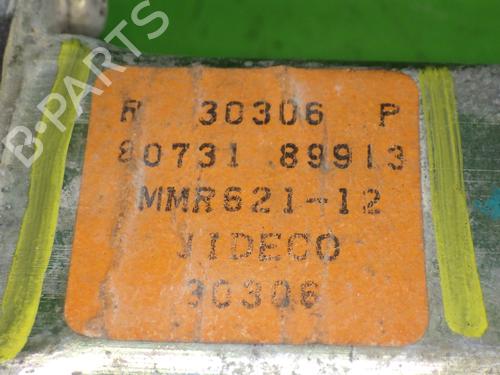 R 30306 P
80731 89913
MMR621-12
JIDECO
30306
B-PARTS